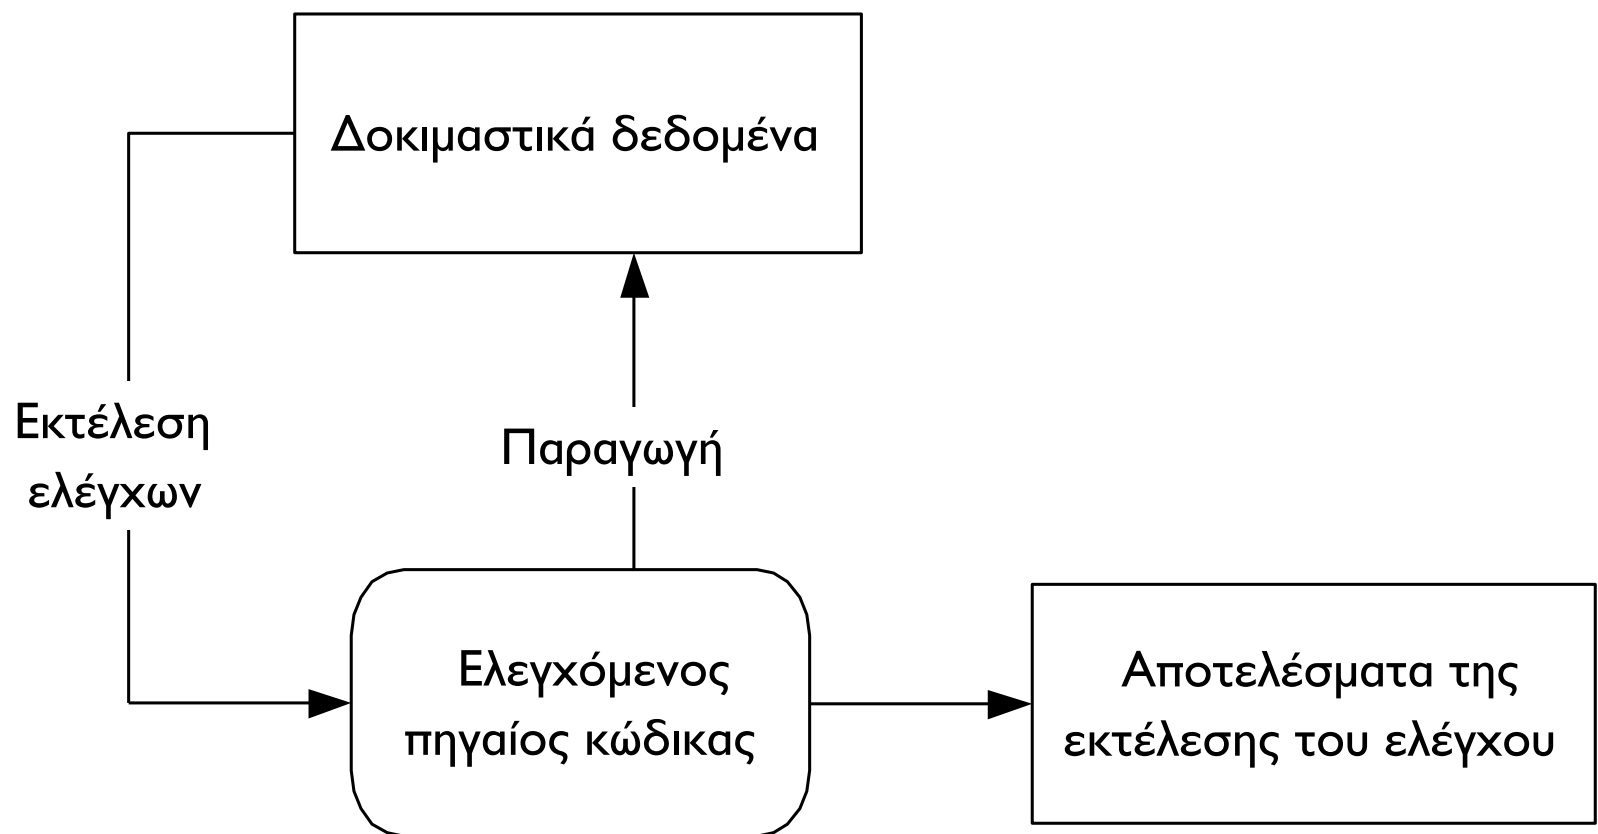 Δοκιμαστικά δεδομένα
Εκτέλεση
ελέγχων
Παραγωγή
Ελεγχόμενος
πηγαίος κώδικας
Αποτελέσματα της
εκτέλεσης του ελέγχου